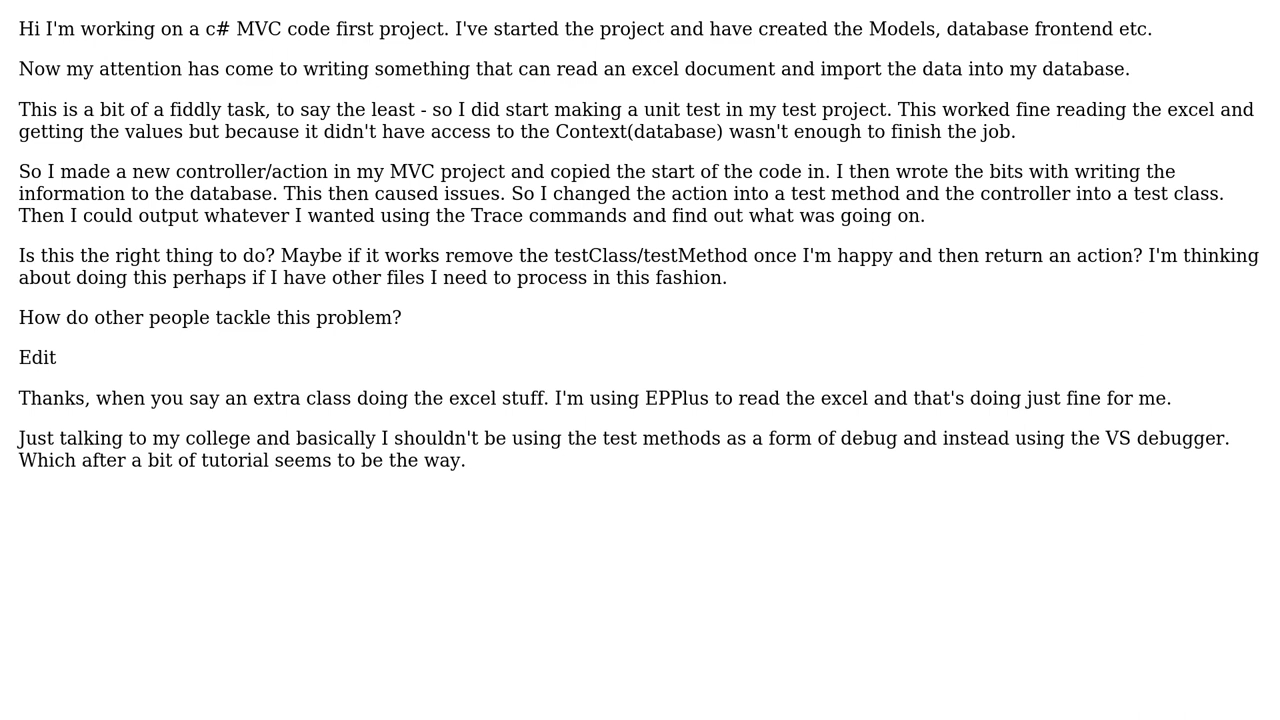 Hi I'm working on a c# MVC code first project. I've started the project and have created the Models, database frontend etc.
Now my attention has come to writing something that can read an excel document and import the data into my database.
This is a bit of a fiddly task, to say the least - so I did start making a unit test in my test project. This worked fine reading the excel and
getting the values but because it didn't have access to the Context(database) wasn't enough to finish the job.
So I made a new controller/action in my MVC project and copied the start of the code in. I then wrote the bits with writing the
information to the database. This then caused issues. So I changed the action into a test method and the controller into a test class.
Then I could output whatever I wanted using the Trace commands and find out what was going on.
Is this the right thing to do? Maybe if it works remove the testClass/testMethod once I'm happy and then return an action? I'm thinking
about doing this perhaps if I have other files I need to process in this fashion.
How do other people tackle this problem?
Edit
Thanks, when you say an extra class doing the excel stuff. I'm using EPPlus to read the excel and that's doing just fine for me.
Just talking to my college and basically I shouldn't be using the test methods as a form of debug and instead using the VS debugger.
Which after a bit of tutorial seems to be the way.